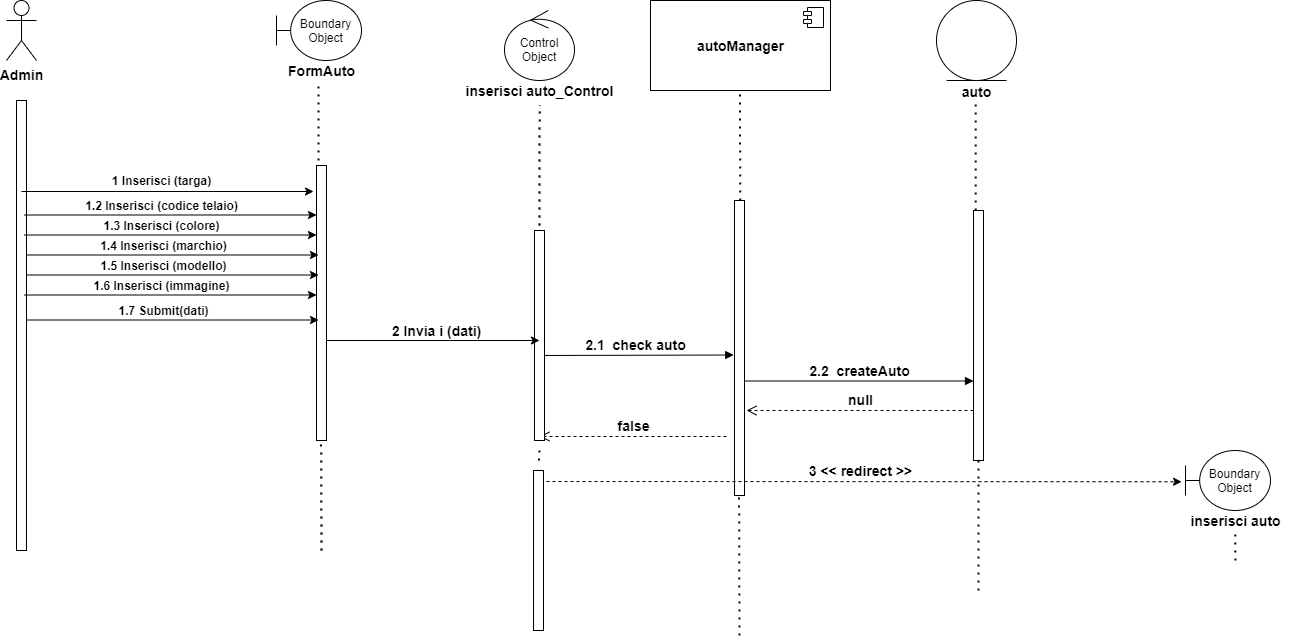 Boundary
Object
Control
Object
autoManager
Admin
FormAuto
inserisci auto_Control
auto
1 Inserisci (targa)
1.2 Inserisci (codice telaio)
1.3 Inserisci (colore)
1.4 Inserisci (marchio)
1.5 Inserisci (modello)
1.6 Inserisci (immagine)
1.7 Submit(dati)
2 Invia i (dati)
2.1 check auto
2.2 createAuto
null
false
3 << redirect >>
Boundary
Object
inserisci auto